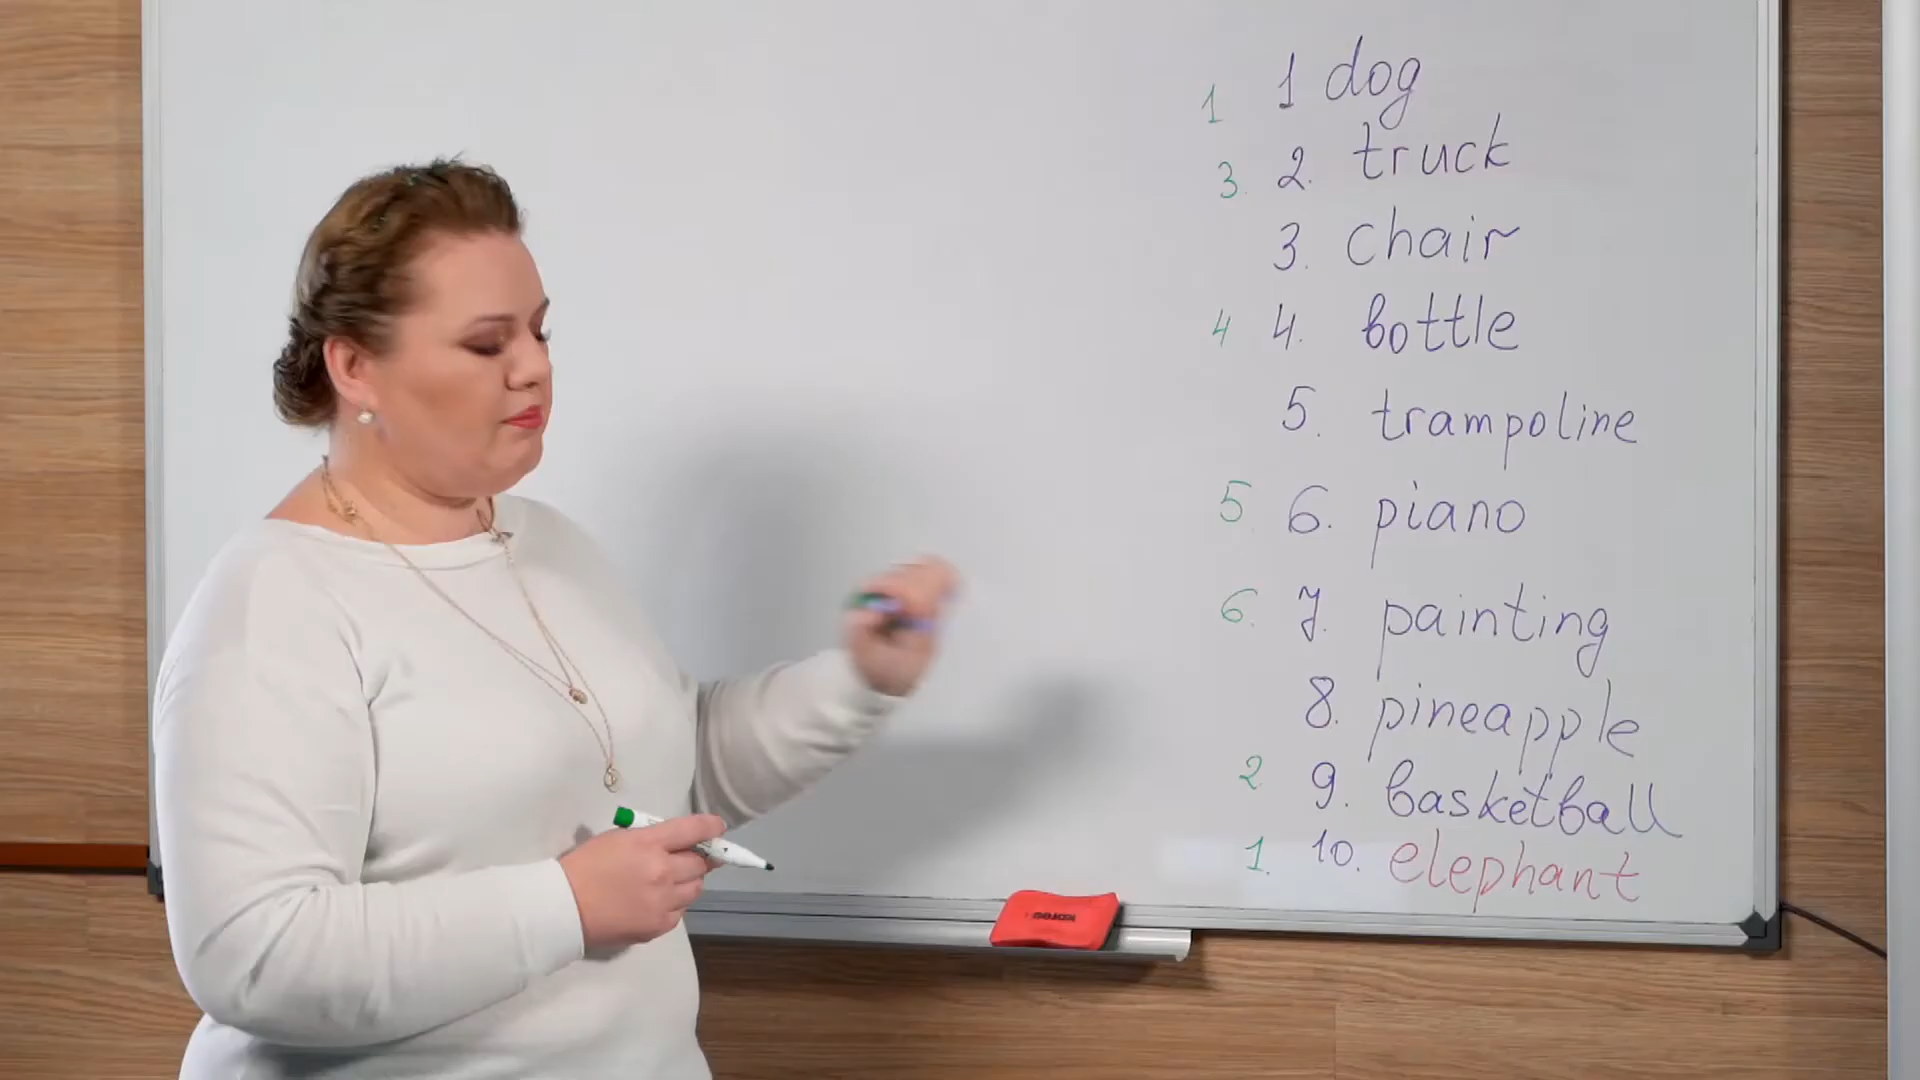 1 1 dog
3. 2. truck
3. chair
4 4. bottle
5. trampoline
5 6. piano
6. 7. painting
8. pineapple
2 9. basketball
1. 10. elephant
KORES